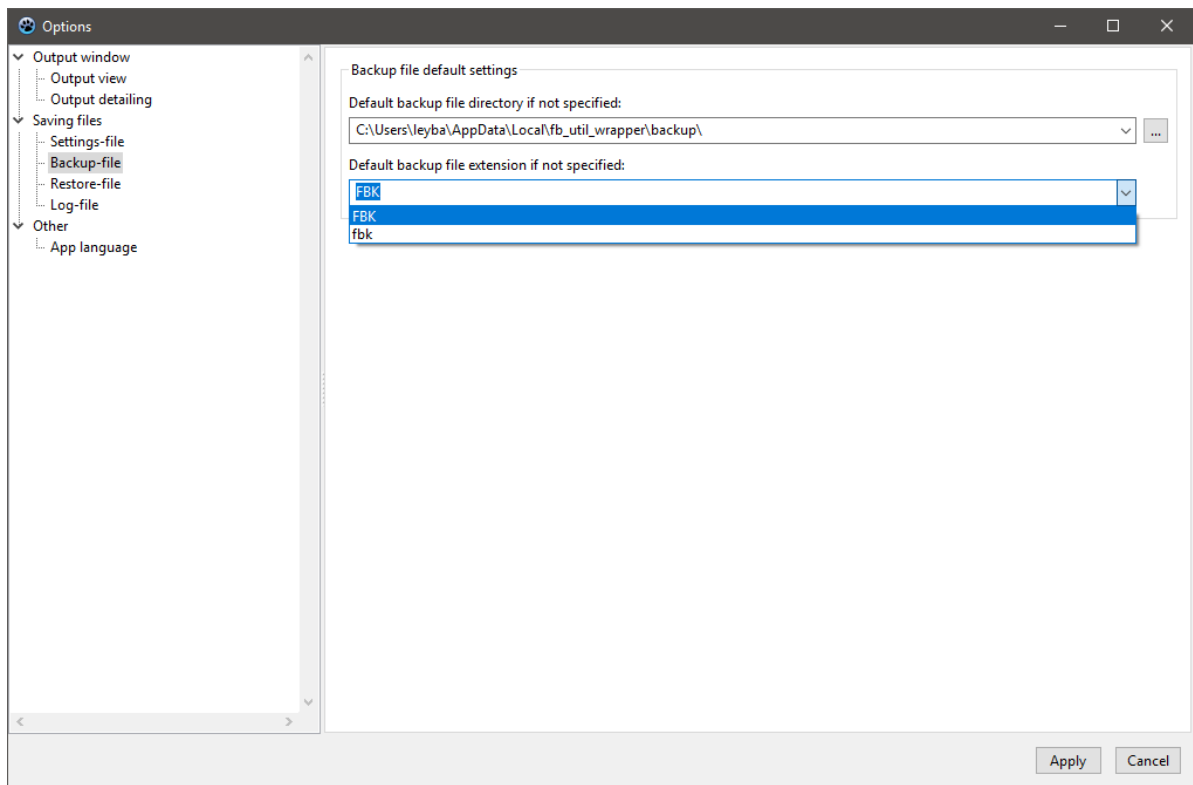 Options
Output window
Output view
Output detailing
Saving files
Settings-file
Backup-file
Restore-file
Log-file
Other
App language
Backup file default settings
Default backup file directory if not specified:
C:\Users\leyba\AppData\Local\fb_util_wrapper\backup\
...
Default backup file extension if not specified:
FBK
FBK
fbk
Apply Cancel